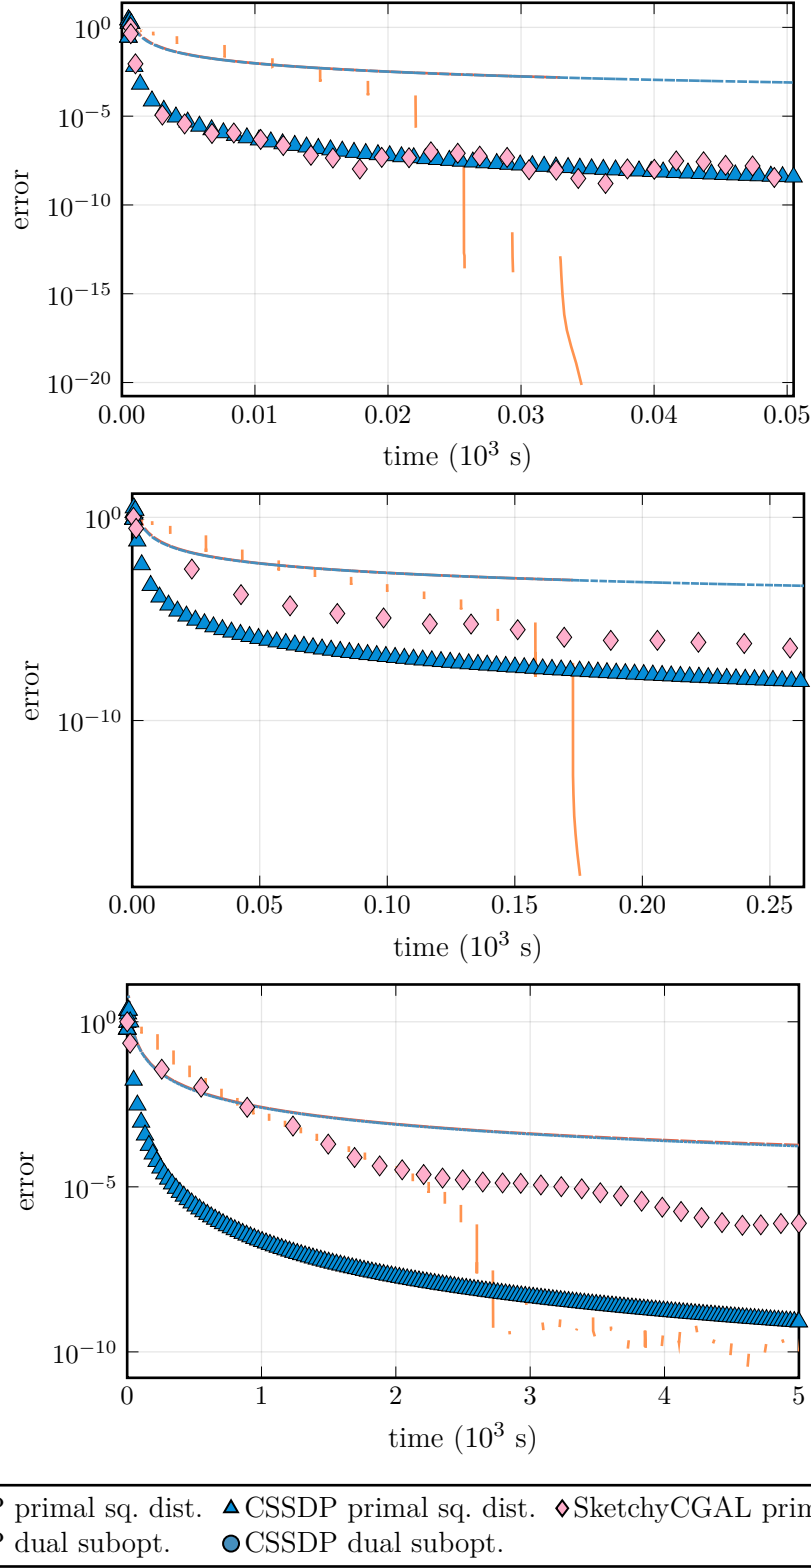 10^0
10^−5
10^−10
10^−15
10^−20
error
0.00 0.01 0.02 0.03 0.04 0.05
time (10^3 s)
10^0
10^−10
error
0.00 0.05 0.10 0.15 0.20 0.25
time (10^3 s)
10^0
10^−5
10^−10
error
0 1 2 3 4 5
time (10^3 s)
primal sq. dist. CSSDP primal sq. dist. SketchyCGAL prim
dual subopt. CSSDP dual subopt.